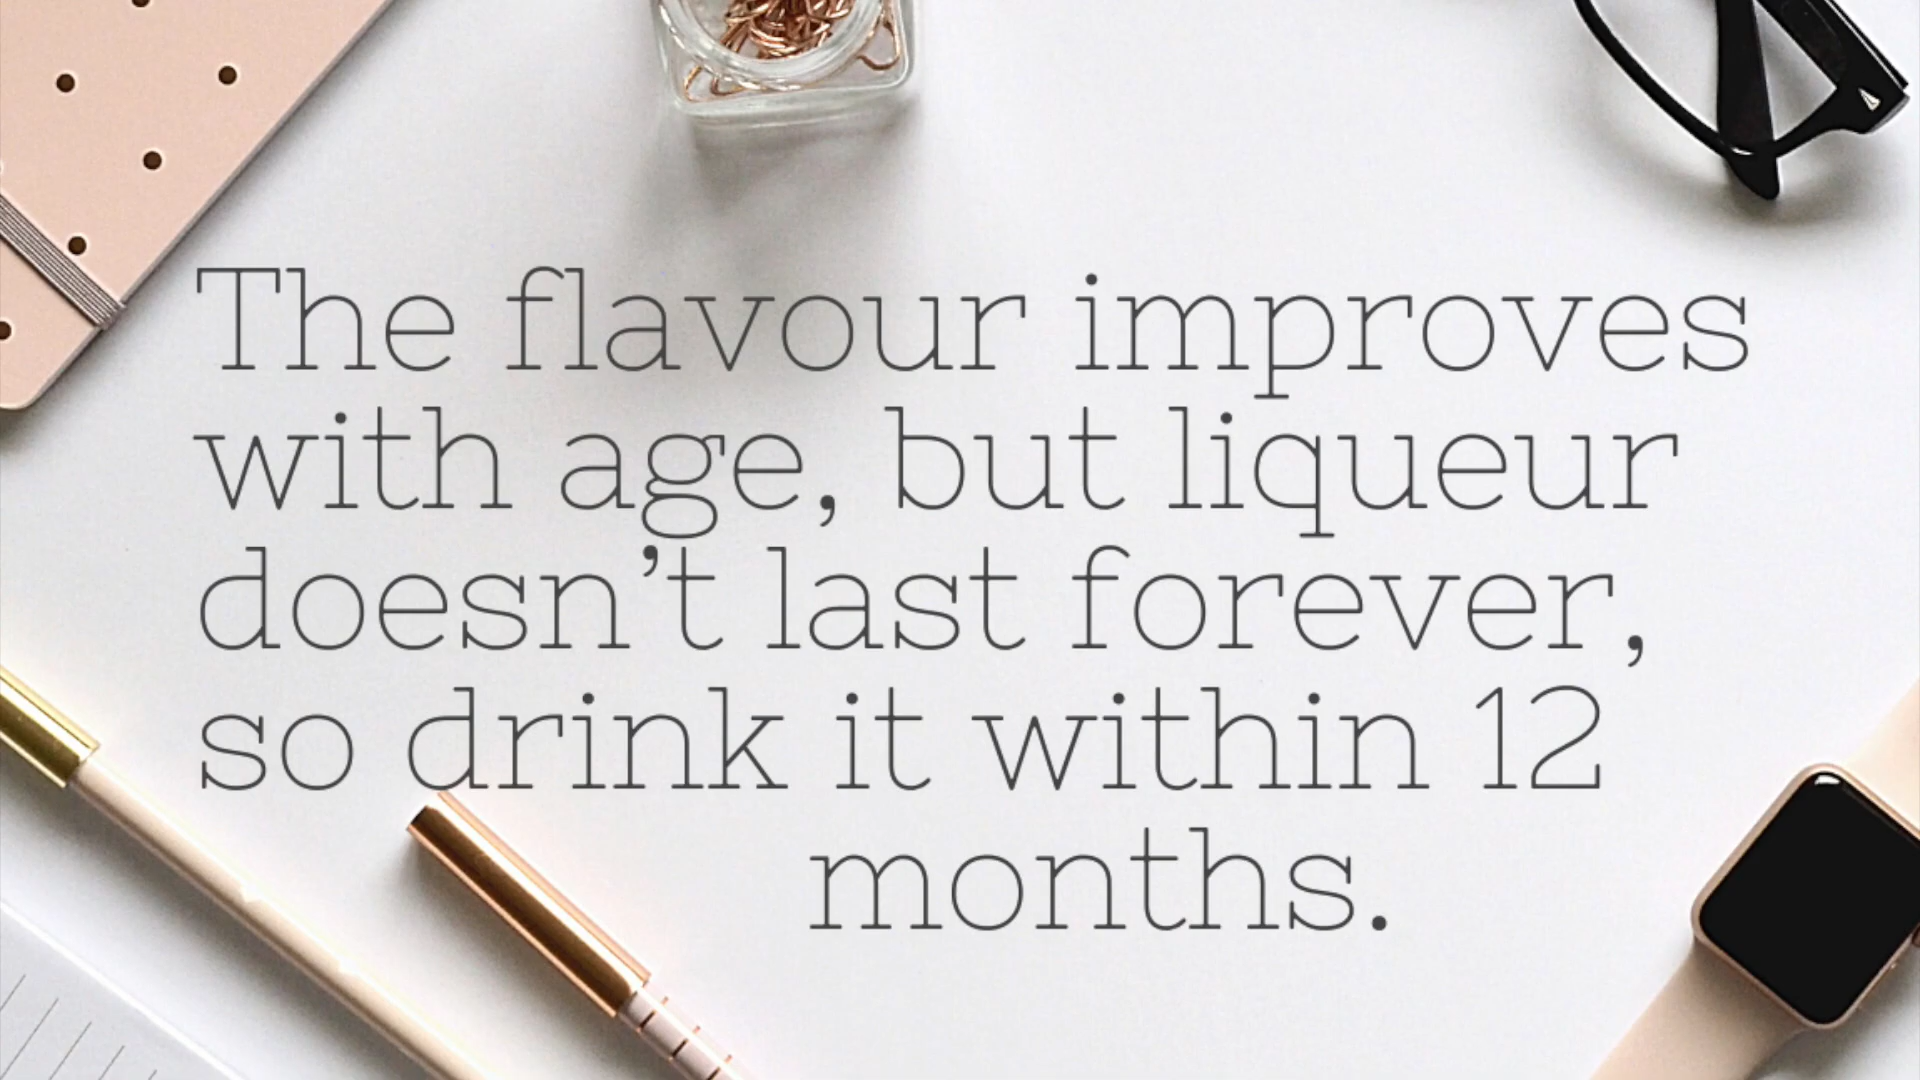 The flavour improves
with age, but liqueur
doesn’t last forever,
so drink it within 12
months.